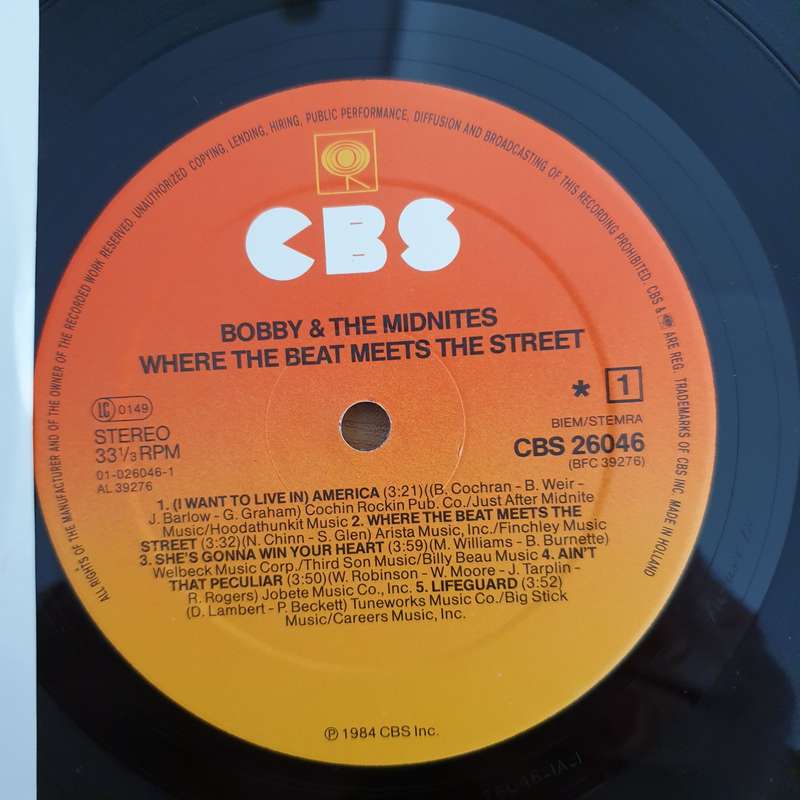 ALL RIGHTS OF THE MANUFACTURER AND OF THE OWNER OF THE RECORDED WORK RESERVED. UNAUTHORIZED COPYING, LENDING, HIRING, PUBLIC PERFORMANCE, DIFFUSION AND BROADCASTING OF THIS RECORDING PROHIBITED. CBS & ARE REG. TRADEMARKS OF CBS INC. MADE IN HOLLAND
CBS
BOBBY & THE MIDNITES
WHERE THE BEAT MEETS THE STREET
* 1
LC 0149
BIEM/STEMRA
STEREO
CBS 26046
33 1/3 RPM
(BFC 39276)
01-026046-1
AL 39276
1. (I WANT TO LIVE IN) AMERICA (3:21)((B. Cochran - B. Weir -
J. Barlow - G. Graham) Cochin Rockin Pub. Co./Just After Midnite
Music/Hoodathunkit Music 2. WHERE THE BEAT MEETS THE
STREET (3:32)(N. Chinn - S. Glen) Arista Music, Inc./Finchley Music
3. SHE'S GONNA WIN YOUR HEART (3:59)(M. Williams - B. Burnette)
Welbeck Music Corp./Third Son Music/Billy Beau Music 4. AIN'T
THAT PECULIAR (3:50)(W. Robinson - W. Moore - J. Tarplin -
R. Rogers) Jobete Music Co., Inc. 5. LIFEGUARD (3:52)
(D. Lambert - P. Beckett) Tuneworks Music Co./Big Stick
Music/Careers Music, Inc.
℗ 1984 CBS Inc.